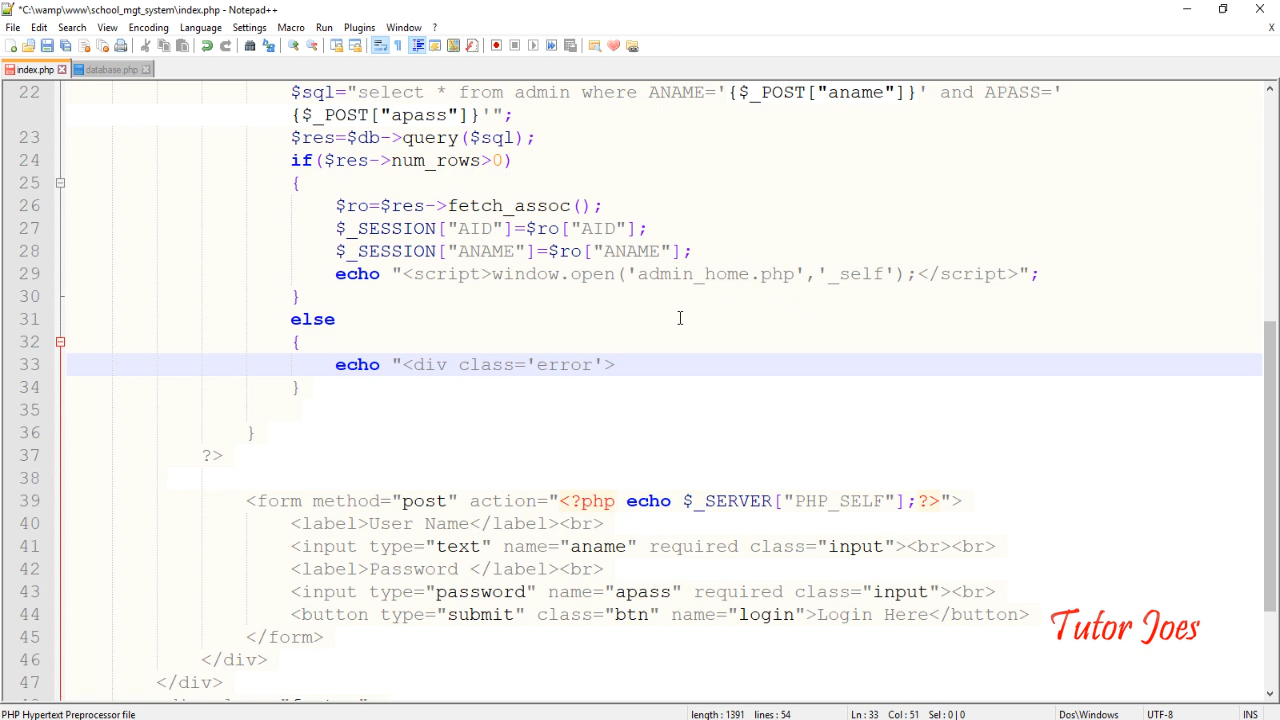 *C:\wamp\www\school_mgt_system\index.php - Notepad++
File Edit Search View Encoding Language Settings Macro Run Plugins Window ?
index.php database.php
22 $sql="select * from admin where ANAME='{$_POST["aname"]}' and APASS='
{$_POST["apass"]}'";
23 $res=$db->query($sql);
24 if($res->num_rows>0)
25 {
26 $ro=$res->fetch_assoc();
27 $_SESSION["AID"]=$ro["AID"];
28 $_SESSION["ANAME"]=$ro["ANAME"];
29 echo "<script>window.open('admin_home.php','_self');</script>";
30 }
31 else
32 {
33 echo "<div class='error'>
34 }
35
36 }
37 ?>
38
39 <form method="post" action="<?php echo $_SERVER["PHP_SELF"];?>">
40 <label>User Name</label><br>
41 <input type="text" name="aname" required class="input"><br><br>
42 <label>Password </label><br>
43 <input type="password" name="apass" required class="input"><br>
44 <button type="submit" class="btn" name="login">Login Here</button>
45 </form>
46 </div>
47 </div>
Tutor Joes
PHP Hypertext Preprocessor file length : 1391 lines : 54 Ln : 33 Col : 51 Sel : 0 | 0 Dos\Windows UTF-8 INS